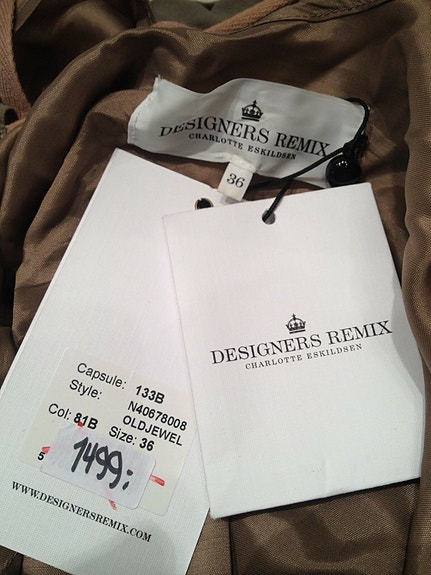 DESIGNERS REMIX
CHARLOTTE ESKILDSEN
36
DESIGNERS REMIX
CHARLOTTE ESKILDSEN
Capsule: 133B
Style: N40678008
OLDJEWEL
Col: 81B Size: 36
5
1499:-
WWW.DESIGNERSREMIX.COM